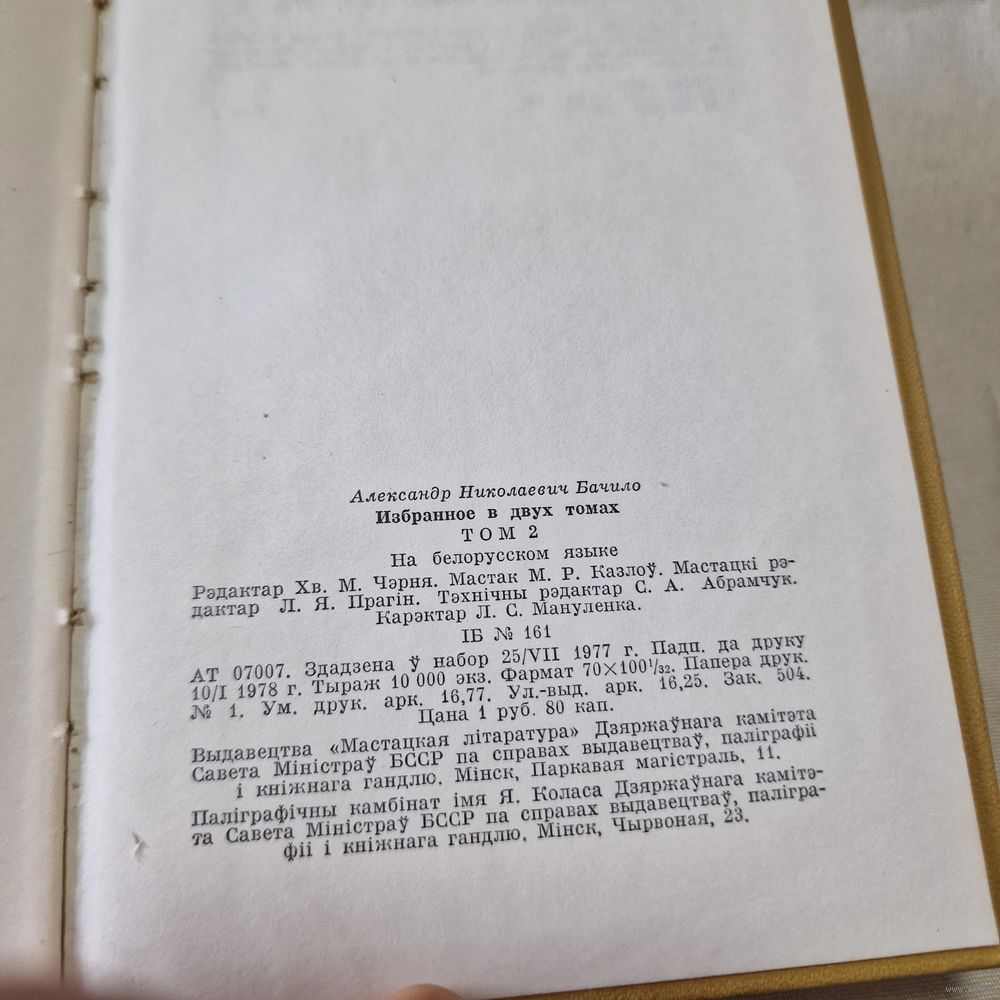 Александр Николаевич Бачило
Избранное в двух томах
ТОМ 2
На белорусском языке
Рэдактар Хв. М. Чэрня. Мастак М. Р. Казлоў. Мастацкі рэ-
дактар Л. Я. Прагін. Тэхнічны рэдактар С. А. Абрамчук.
Карэктар Л. С. Мануленка.
ІБ № 161
АТ 07007. Здадзена ў набор 25/VII 1977 г. Падп. да друку
10/I 1978 г. Тыраж 10 000 экз. Фармат 70×100¹/₃₂. Папера друк.
№ 1. Ум. друк. арк. 16,77. Ул.-выд. арк. 16,25. Зак. 504.
Цана 1 руб. 80 кап.
Выдавецтва «Мастацкая літаратура» Дзяржаўнага камітэта
Савета Міністраў БССР па справах выдавецтваў, паліграфіі
і кніжнага гандлю. Мінск, Паркавая магістраль, 11.
Паліграфічны камбінат імя Я. Коласа Дзяржаўнага камітэ-
та Савета Міністраў БССР па справах выдавецтваў, паліgра-
фіі і кніжнага гандлю. Мінск, Чырвоная, 23.